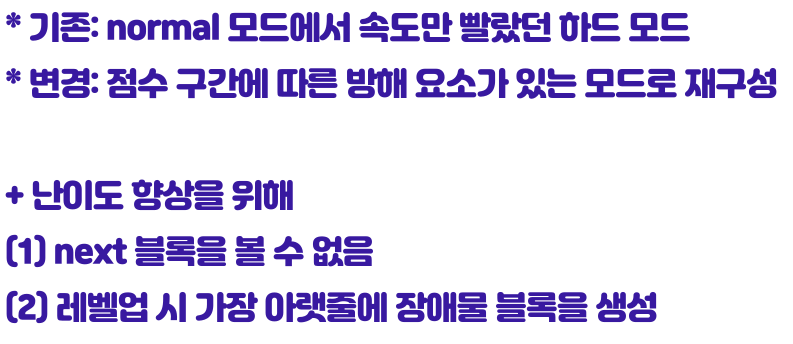 * 기존: normal 모드에서 속도만 빨랐던 하드 모드
* 변경: 점수 구간에 따른 방해 요소가 있는 모드로 재구성
+ 난이도 향상을 위해
(1) next 블록을 볼 수 없음
(2) 레벨업 시 가장 아랫줄에 장애물 블록을 생성